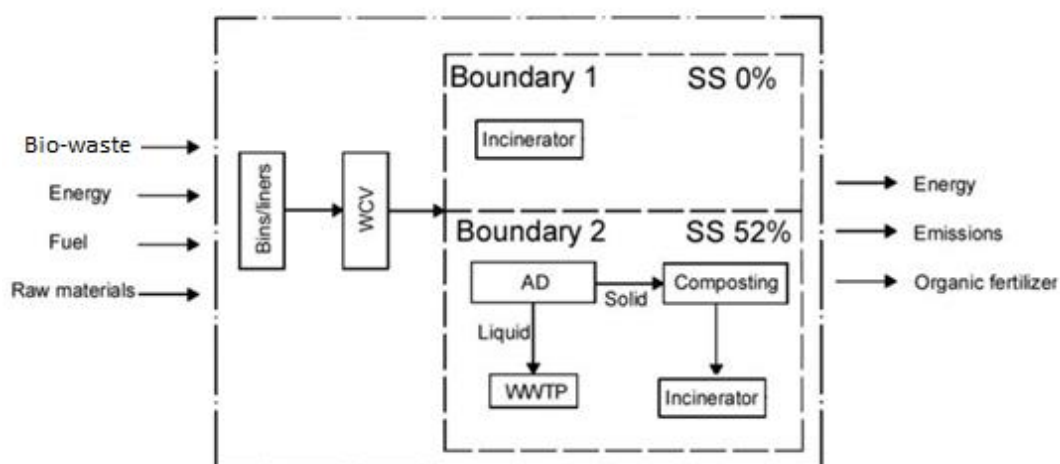 Bio-waste
Energy
Fuel
Raw materials
Bins/liners
WCV
Boundary 1 SS 0%
Incinerator
Boundary 2 SS 52%
AD
Solid
Composting
Liquid
WWTP
Incinerator
Energy
Emissions
Organic fertilizer